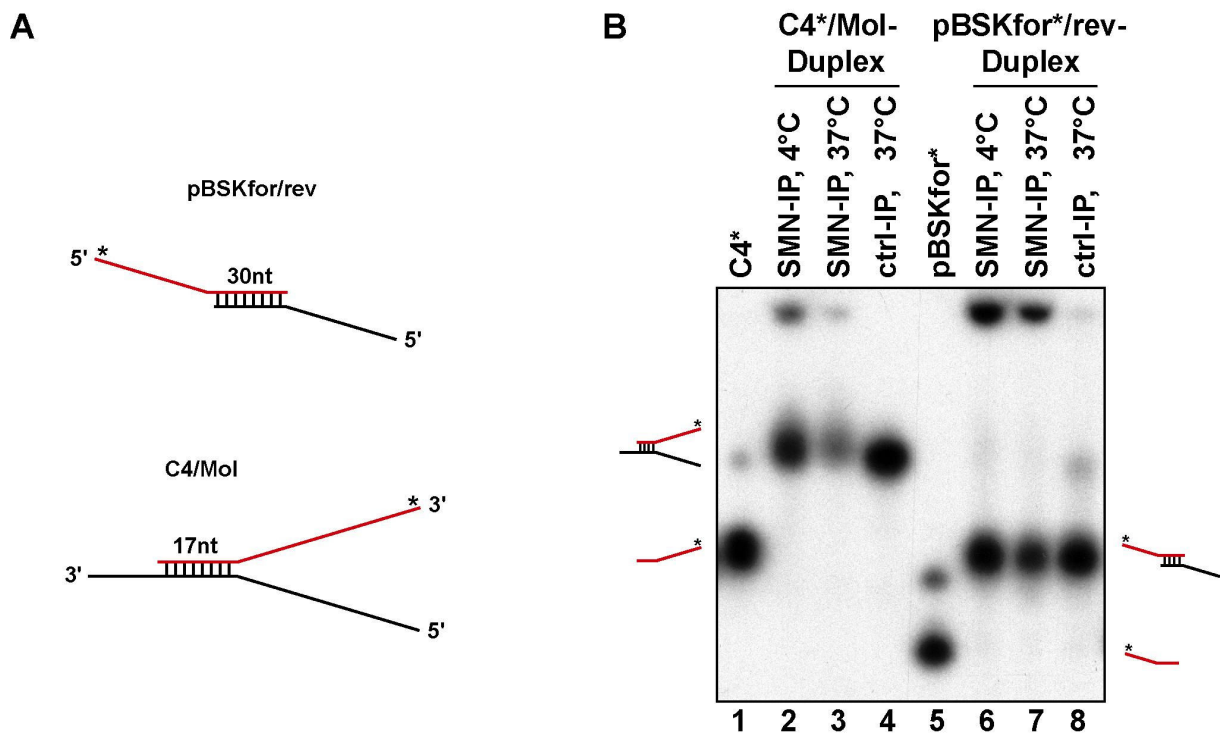 A
pBSKfor/rev
5'
*
30nt
5'
C4/Mol
*
3'
17nt
3'
5'
B
C4*/Mol-
Duplex
pBSKfor*/rev-
Duplex
C4*
SMN-IP, 4°C
SMN-IP, 37°C
ctrl-IP, 37°C
pBSKfor*
SMN-IP, 4°C
SMN-IP, 37°C
ctrl-IP, 37°C
*
*
*
*
1 2 3 4 5 6 7 8